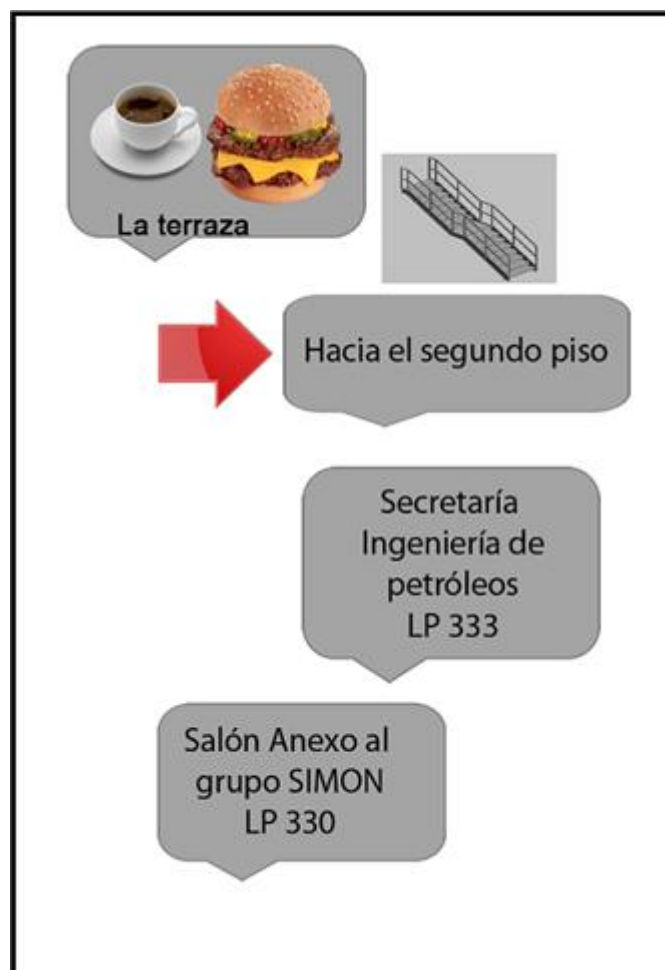 La terraza
Hacia el segundo piso
Secretaría
Ingeniería de
petróleos
LP 333
Salón Anexo al
grupo SIMON
LP 330